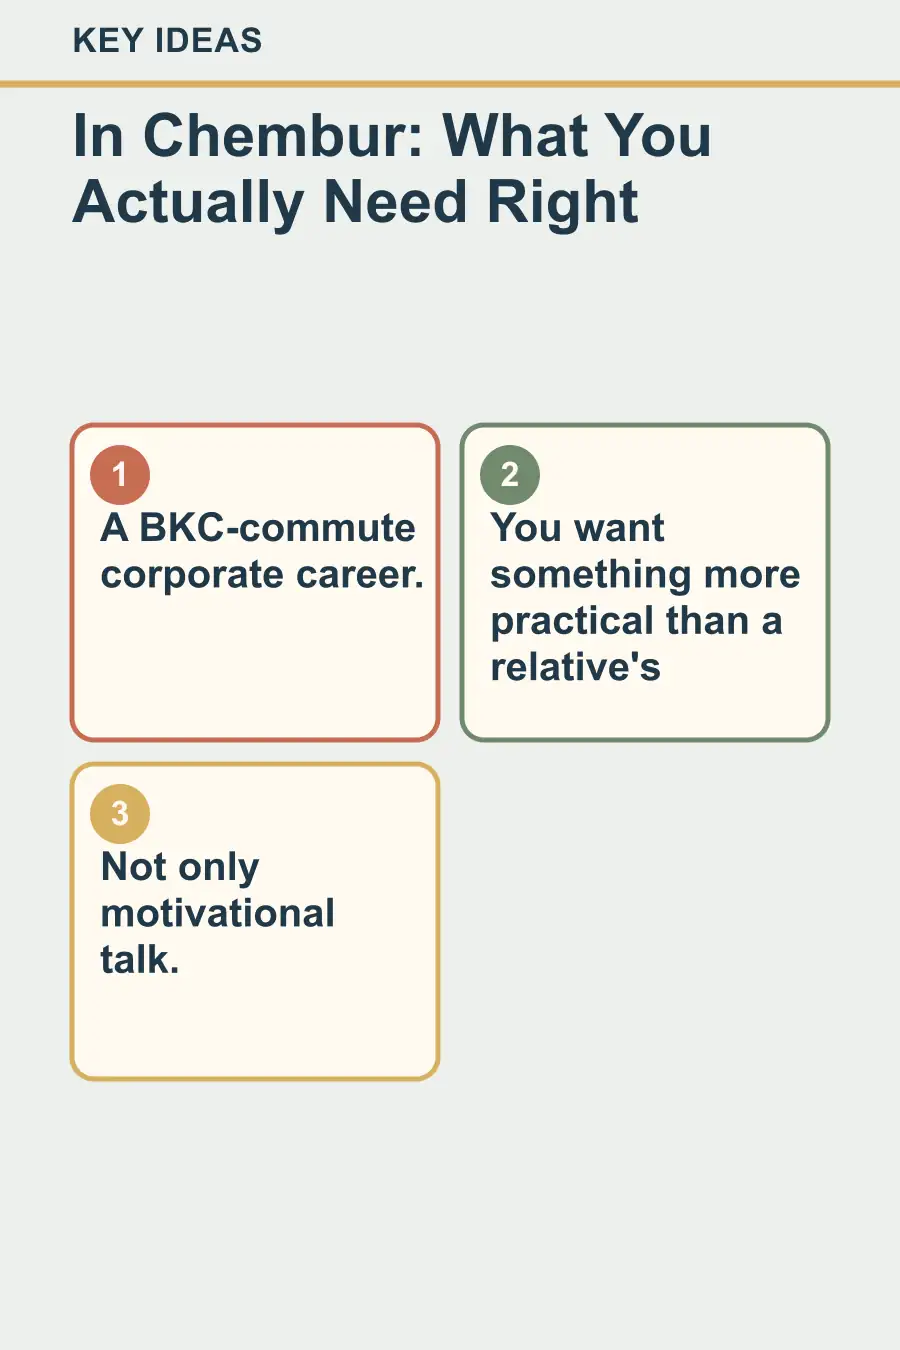 KEY IDEAS
In Chembur: What You
Actually Need Right
1
A BKC-commute
corporate career.
2
You want
something more
practical than a
relative's
3
Not only
motivational
talk.